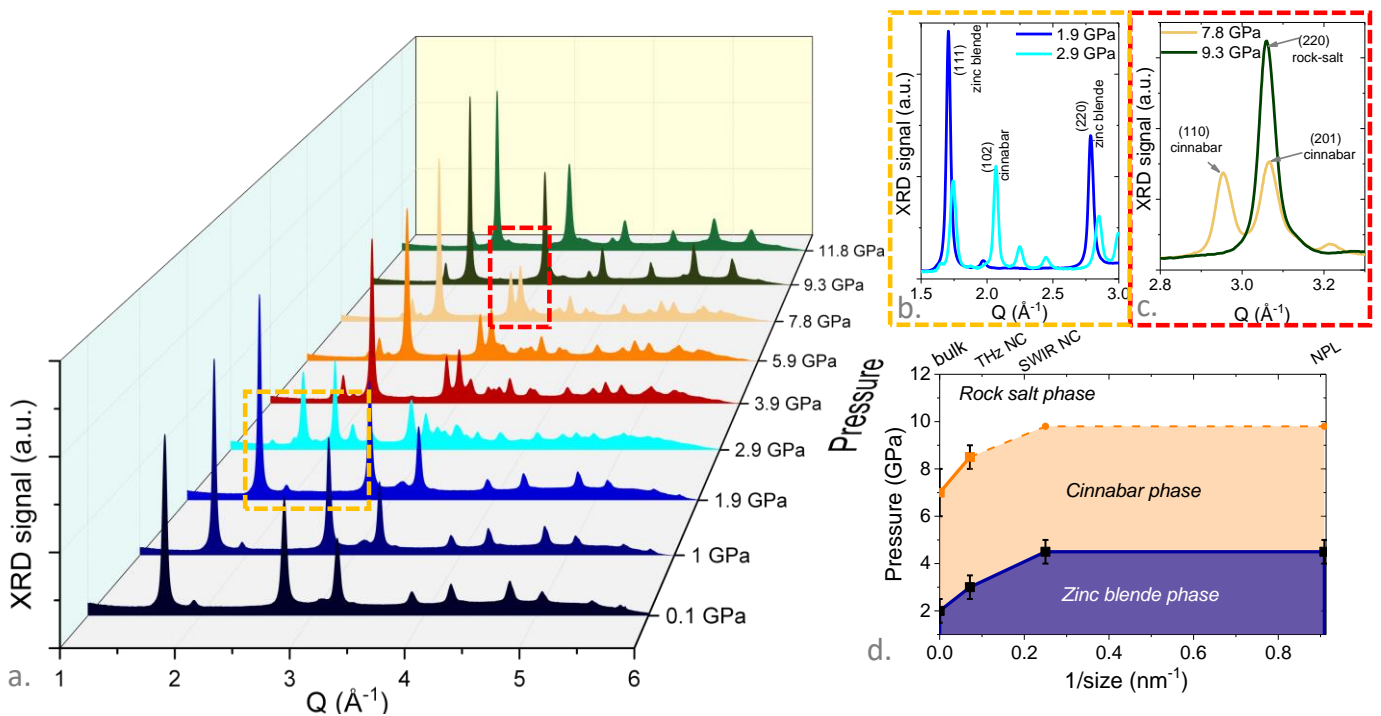 XRD signal (a.u.)
11.8 GPa
9.3 GPa
7.8 GPa
5.9 GPa
3.9 GPa
2.9 GPa
1.9 GPa
1 GPa
0.1 GPa
Pressure
1 2 3 4 5 6
Q (Å⁻¹)
a.
XRD signal (a.u.)
1.9 GPa
2.9 GPa
(111)
zinc blende
(102)
cinnabar
(220)
zinc blende
1.5 2.0 2.5 3.0
Q (Å⁻¹)
b.
XRD signal (a.u.)
7.8 GPa
9.3 GPa
(220)
rock-salt
(110)
cinnabar
(201)
cinnabar
2.8 3.0 3.2
Q (Å⁻¹)
c.
bulk
THz NC
SWIR NC
NPL
Pressure (GPa)
12
10
8
6
4
2
Rock salt phase
Cinnabar phase
Zinc blende phase
0.0 0.2 0.4 0.6 0.8
1/size (nm⁻¹)
d.